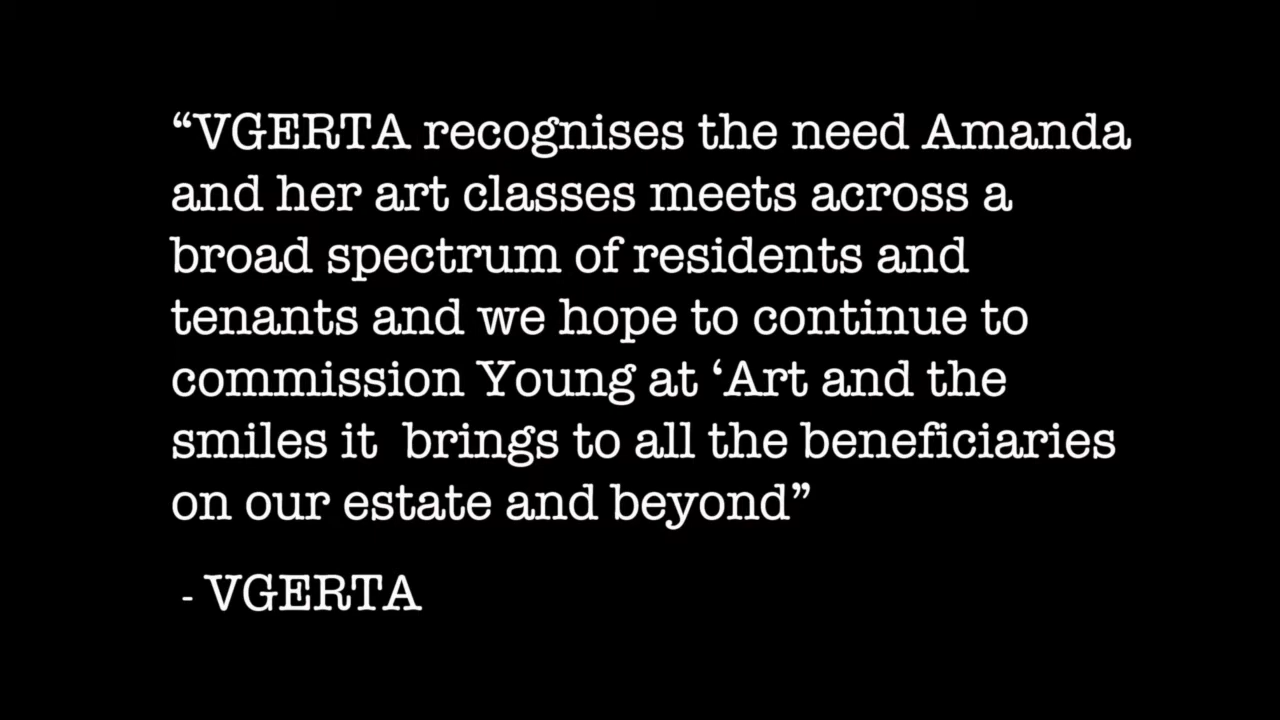 “VGERTA recognises the need Amanda
and her art classes meets across a
broad spectrum of residents and
tenants and we hope to continue to
commission Young at ‘Art and the
smiles it  brings to all the beneficiaries
on our estate and beyond”
- VGERTA